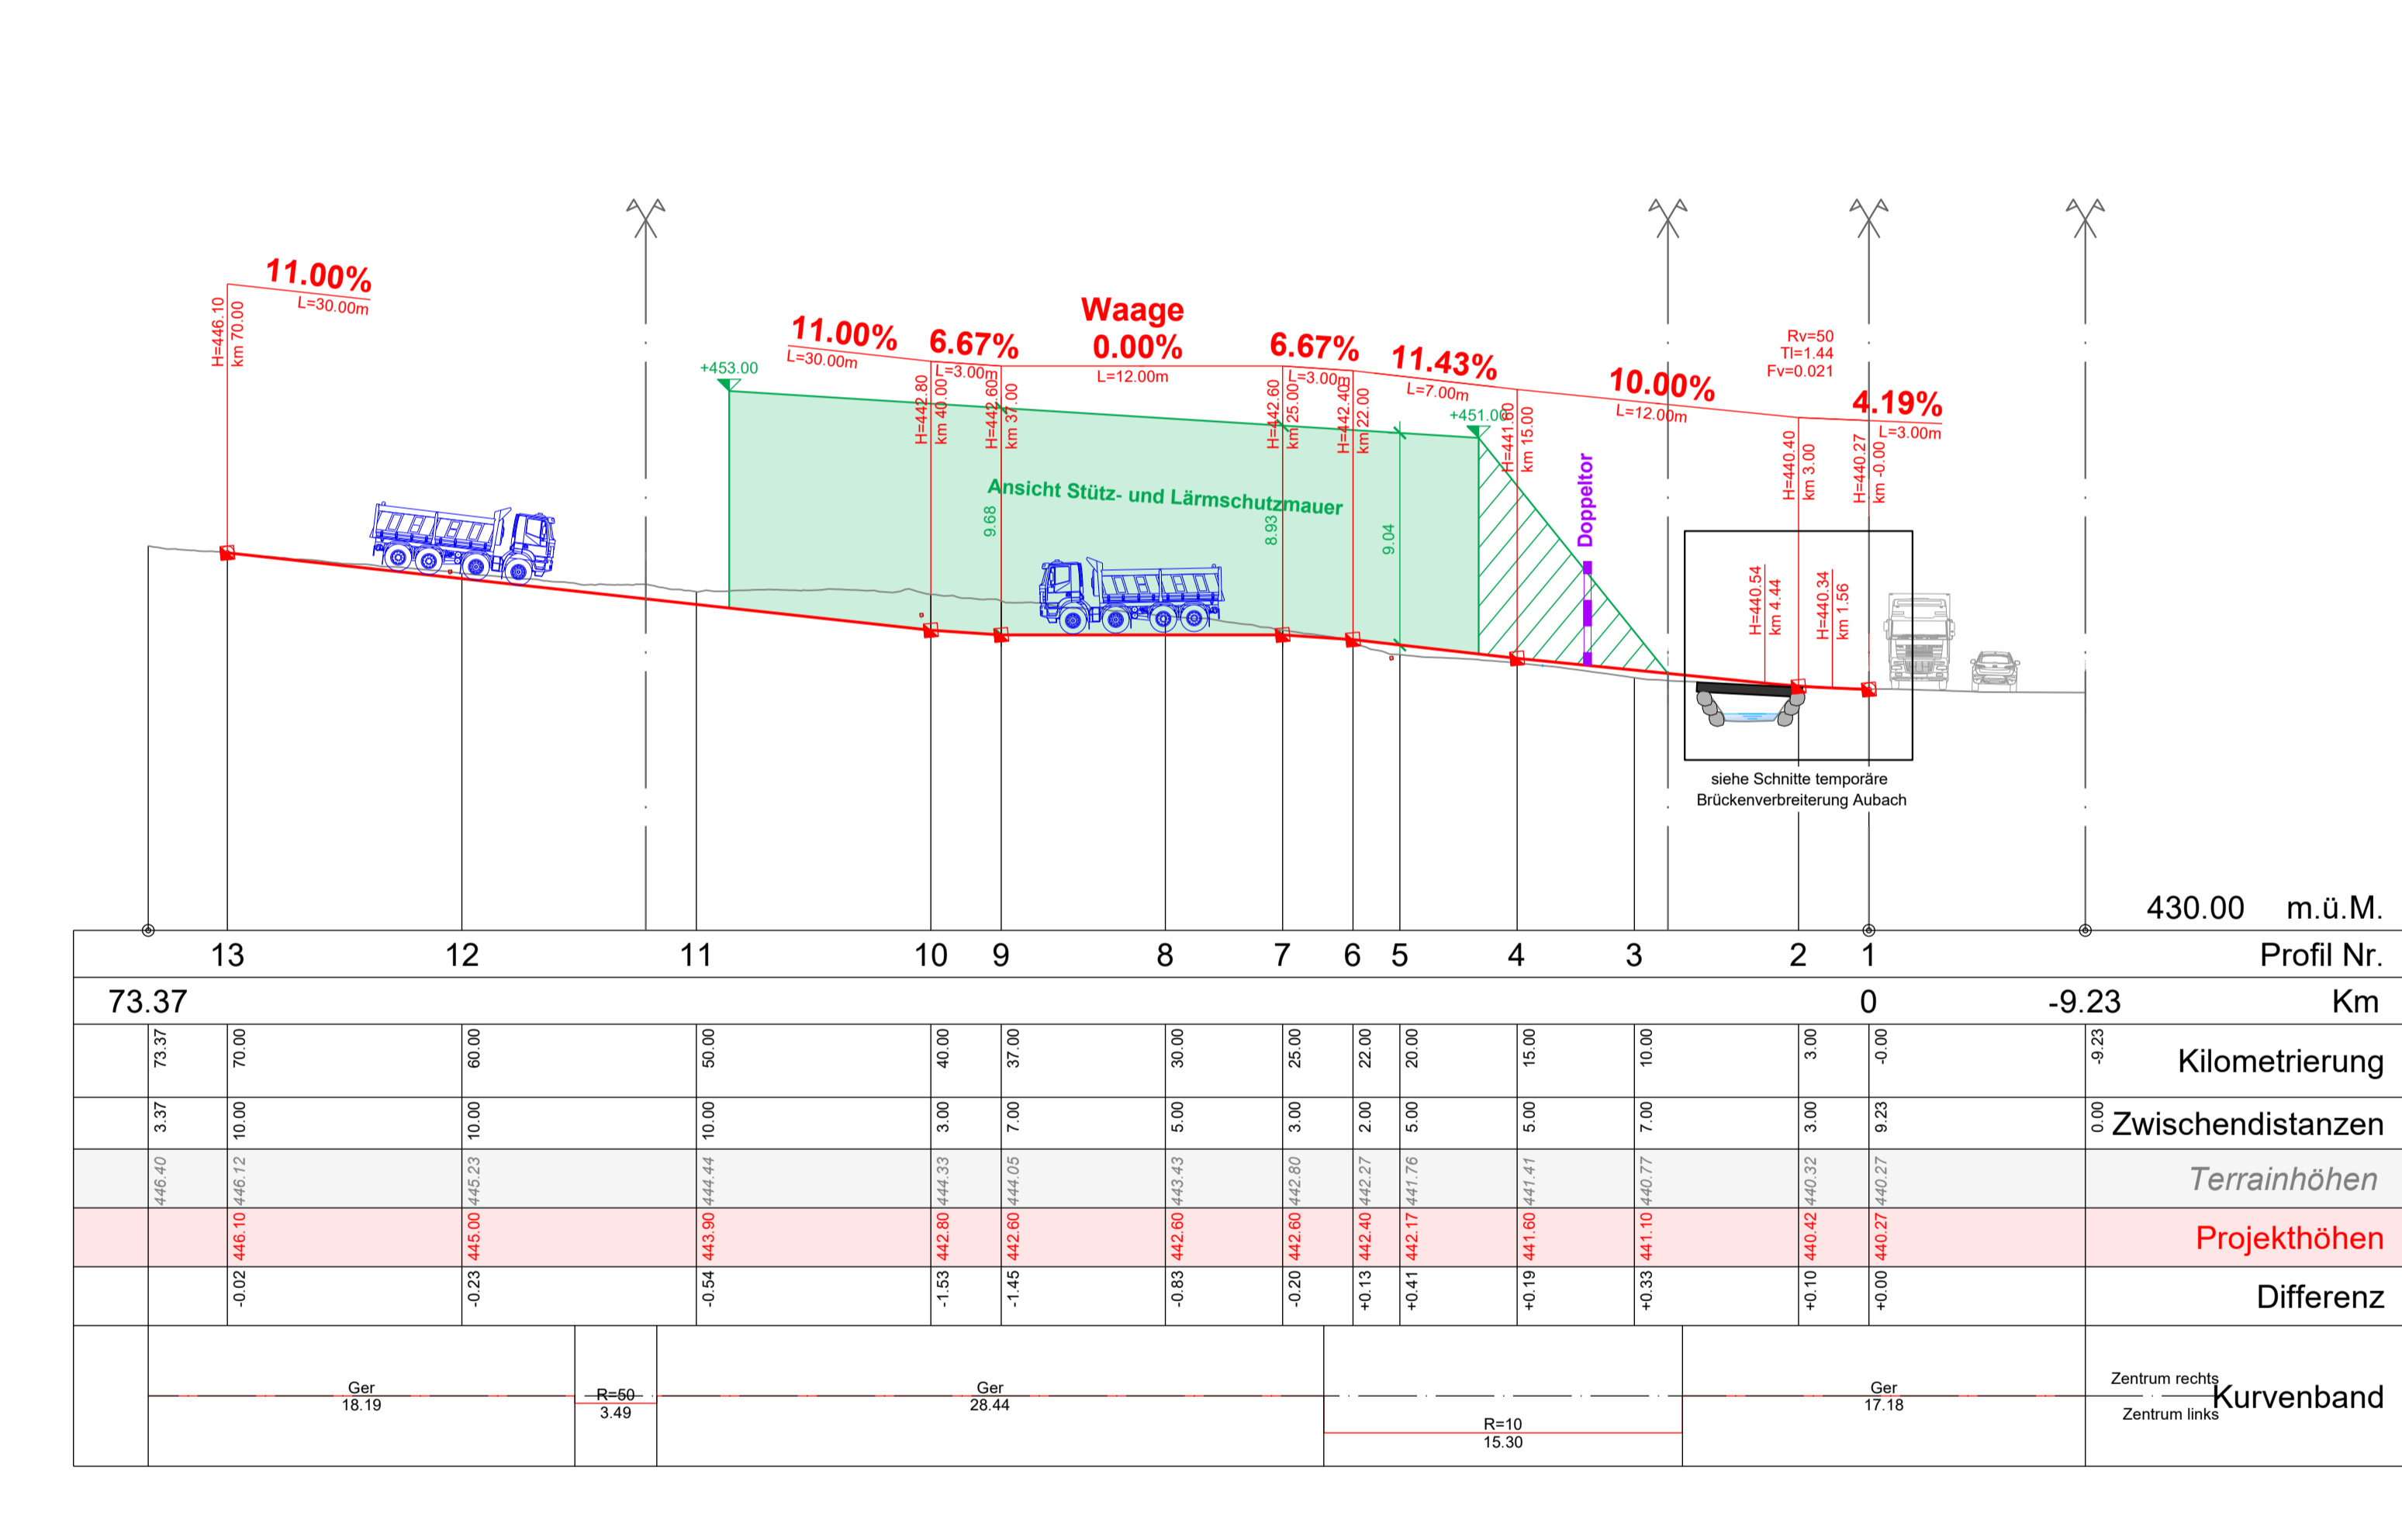 11.00%
L=30.00m
H=446.10
km 70.00
11.00%
L=30.00m
6.67%
L=3.00m
Waage
0.00%
L=12.00m
6.67%
L=3.00m
11.43%
L=7.00m
10.00%
L=12.00m
Rv=50
Tl=1.44
Fv=0.021
4.19%
L=3.00m
+453.00
H=442.80
km 40.00
H=442.60
km 37.00
H=442.60
km 25.00
H=442.40
km 22.00
+451.00
H=441.60
km 15.00
H=440.40
km 3.00
H=440.27
km -0.00
Ansicht Stütz- und Lärmschutzmauer
9.68
8.93
9.04
Doppeltor
H=440.54
km 4.44
H=440.34
km 1.56
siehe Schnitte temporäre
Brückenverbreiterung Aubach
430.00 m.ü.M.
13 12 11 10 9 8 7 6 5 4 3 2 1 Profil Nr.
73.37 0 -9.23 Km
73.37 70.00 60.00 50.00 40.00 37.00 30.00 25.00 22.00 20.00 15.00 10.00 3.00 -0.00 -9.23 Kilometrierung
3.37 10.00 10.00 10.00 3.00 7.00 5.00 3.00 2.00 5.00 5.00 7.00 3.00 9.23 0.00 Zwischendistanzen
446.40 446.12 445.23 444.44 444.33 444.05 443.43 442.80 442.27 441.76 441.41 440.77 440.32 440.27 Terrainhöhen
446.10 445.00 443.90 442.80 442.60 442.60 442.60 442.40 442.17 441.60 441.10 440.42 440.27 Projekthöhen
-0.02 -0.23 -0.54 -1.53 -1.45 -0.83 -0.20 +0.13 +0.41 +0.19 +0.33 +0.10 +0.00 Differenz
Ger
18.19
R=50
3.49
Ger
28.44
R=10
15.30
Ger
17.18
Zentrum rechts
Kurvenband
Zentrum links